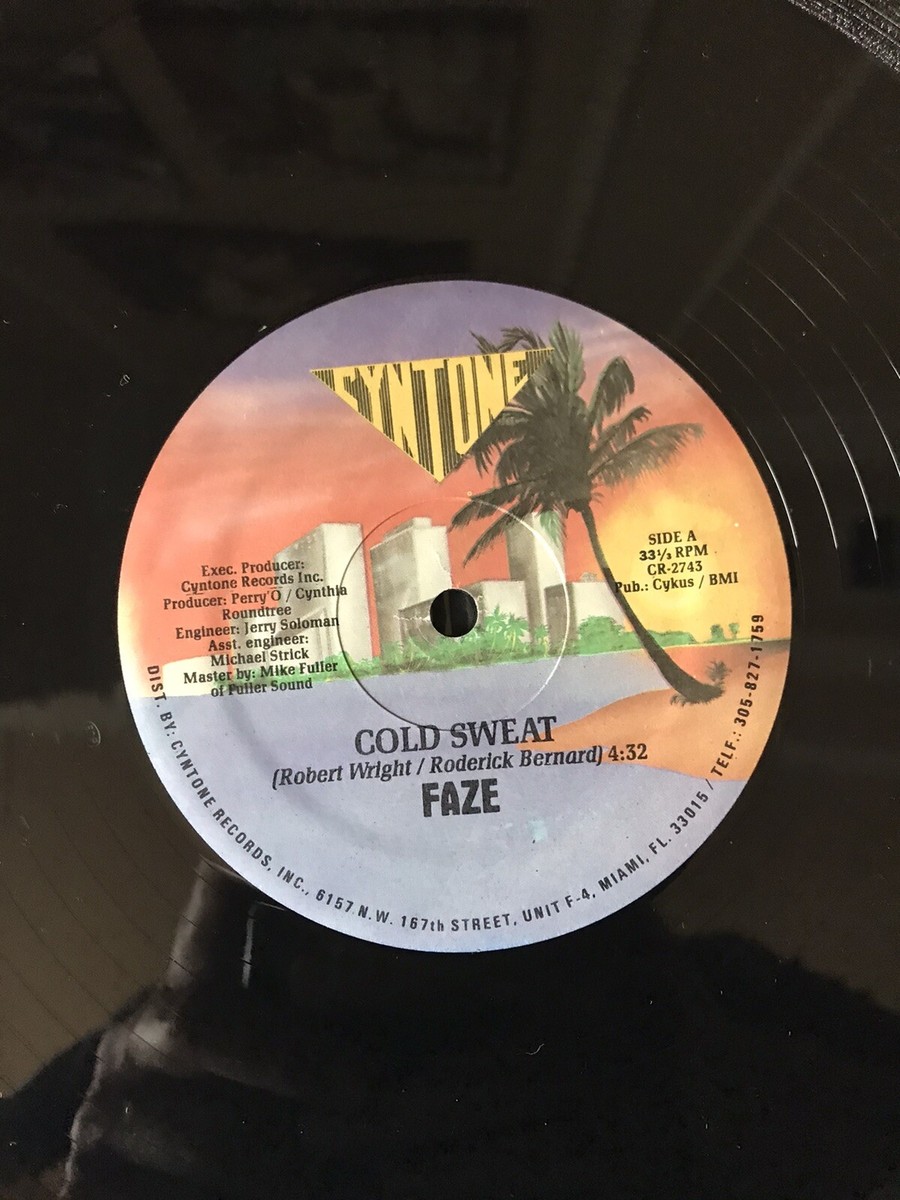 CYNTONE
Exec. Producer:
Cyntone Records Inc.
Producer: Perry'O / Cynthia
Roundtree
Engineer: Jerry Soloman
Asst. engineer:
Michael Strick
Master by: Mike Fuller
of Fuller Sound
SIDE A
33⅓ RPM
CR-2743
Pub.: Cykus / BMI
COLD SWEAT
(Robert Wright / Roderick Bernard) 4:32
FAZE
DIST. BY: CYNTONE RECORDS, INC., 6157 N.W. 167th STREET, UNIT F-4, MIAMI, FL. 33015 / TELF.: 305-827-1759